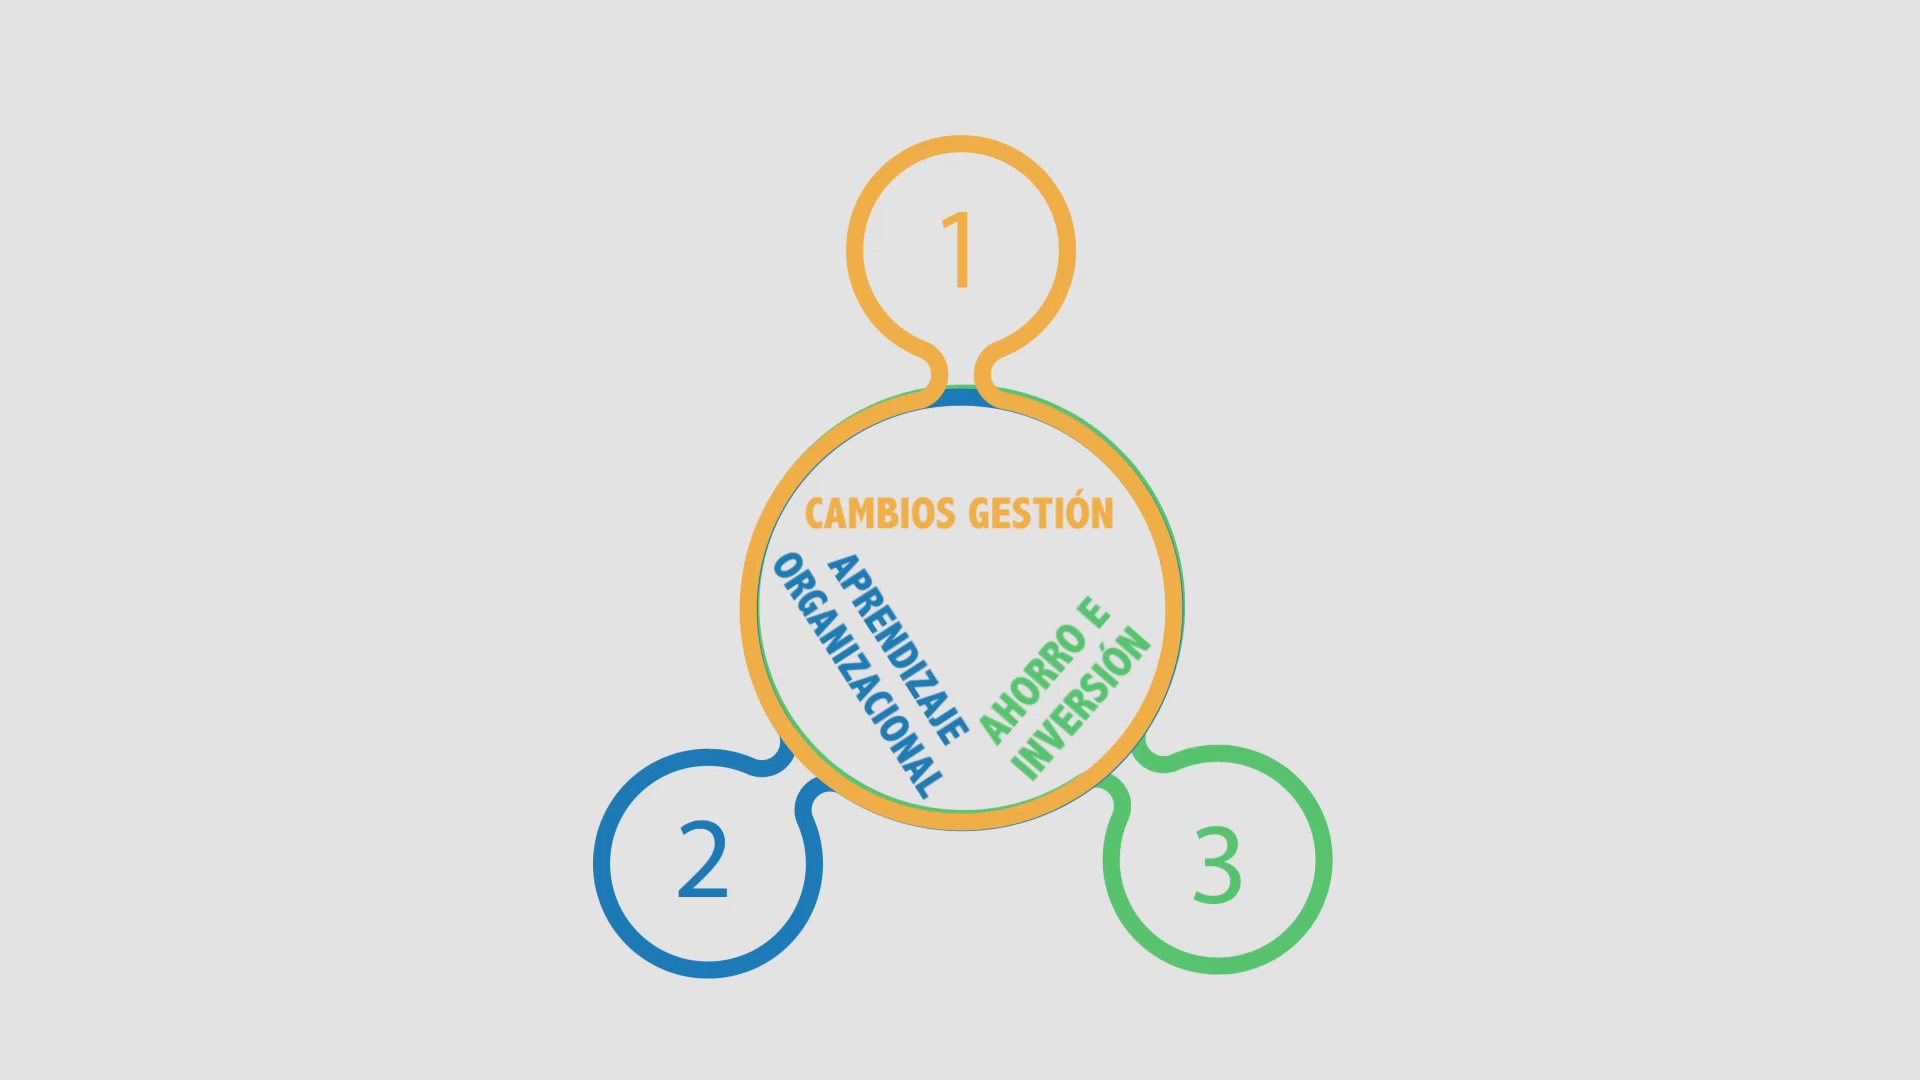 1
CAMBIOS GESTIÓN
APRENDIZAJE
ORGANIZACIONAL
AHORRO E
INVERSIÓN
2
3